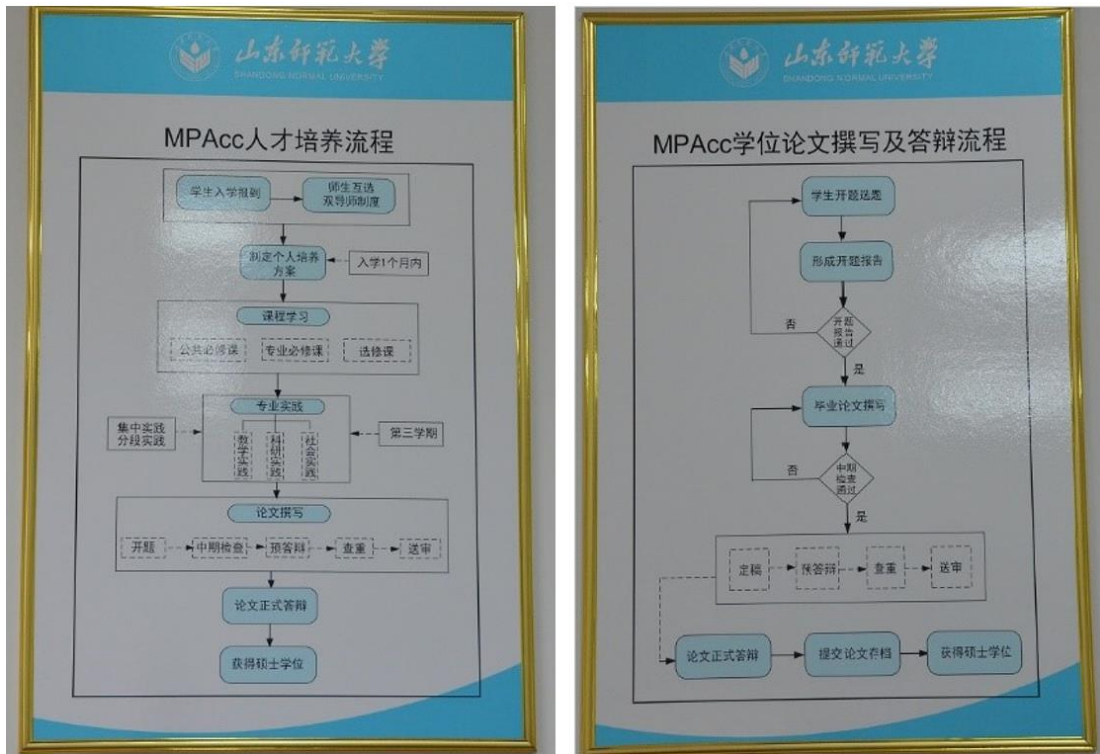 山东师范大学
SHANDONG NORMAL UNIVERSITY
MPAcc人才培养流程
学生入学报到
师生互选
双导师制度
制定个人培养
方案
入学1个月内
课程学习
公共必修课
专业必修课
选修课
专业实践
集中实践
分段实践
第三学期
教学实践
科研实践
社会实践
论文撰写
开题
中期检查
预答辩
查重
送审
论文正式答辩
获得硕士学位
山东师范大学
SHANDONG NORMAL UNIVERSITY
MPAcc学位论文撰写及答辩流程
学生开题选题
形成开题报告
否
开题
报告
通过
是
毕业论文撰写
否
中期
检查
通过
是
定稿
预答辩
查重
送审
论文正式答辩
提交论文存档
获得硕士学位